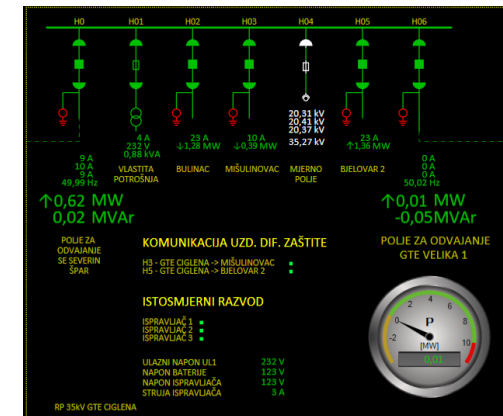 H0 H01 H02 H03 H04 H05 H06
20,31 kV
20,41 kV
20,37 kV
35,27 kV
4 A
232 V
0,88 kVA
23 A
↓1,28 MW
10 A
↓0,39 MW
23 A
↑1,36 MW
9 A
10 A
9 A
49,99 Hz
0 A
0 A
0 A
50,02 Hz
VLASTITA
POTROŠNJA
BULINAC
MIŠULINOVAC
MJERNO
POLJE
BJELOVAR 2
↑0,62 MW
0,02 MVAr
↑0,01 MW
-0,05MVAr
POLJE ZA
ODVAJANJE
SE SEVERIN
ŠPAR
KOMUNIKACIJA UZD. DIF. ZAŠTITE
H3 - GTE CIGLENA -> MIŠULINOVAC
H5 - GTE CIGLENA -> BJELOVAR 2
POLJE ZA ODVAJANJE
GTE VELIKA 1
ISTOSMJERNI RAZVOD
ISPRAVLJAČ 1
ISPRAVLJAČ 2
ISPRAVLJAČ 3
ULAZNI NAPON UL1 232 V
NAPON BATERIJE 123 V
NAPON ISPRAVLJAČA 123 V
STRUJA ISPRAVLJAČA 3 A
-2 0 2 4 6 8 10
P
[MW]
0,01
RP 35kV GTE CIGLENA